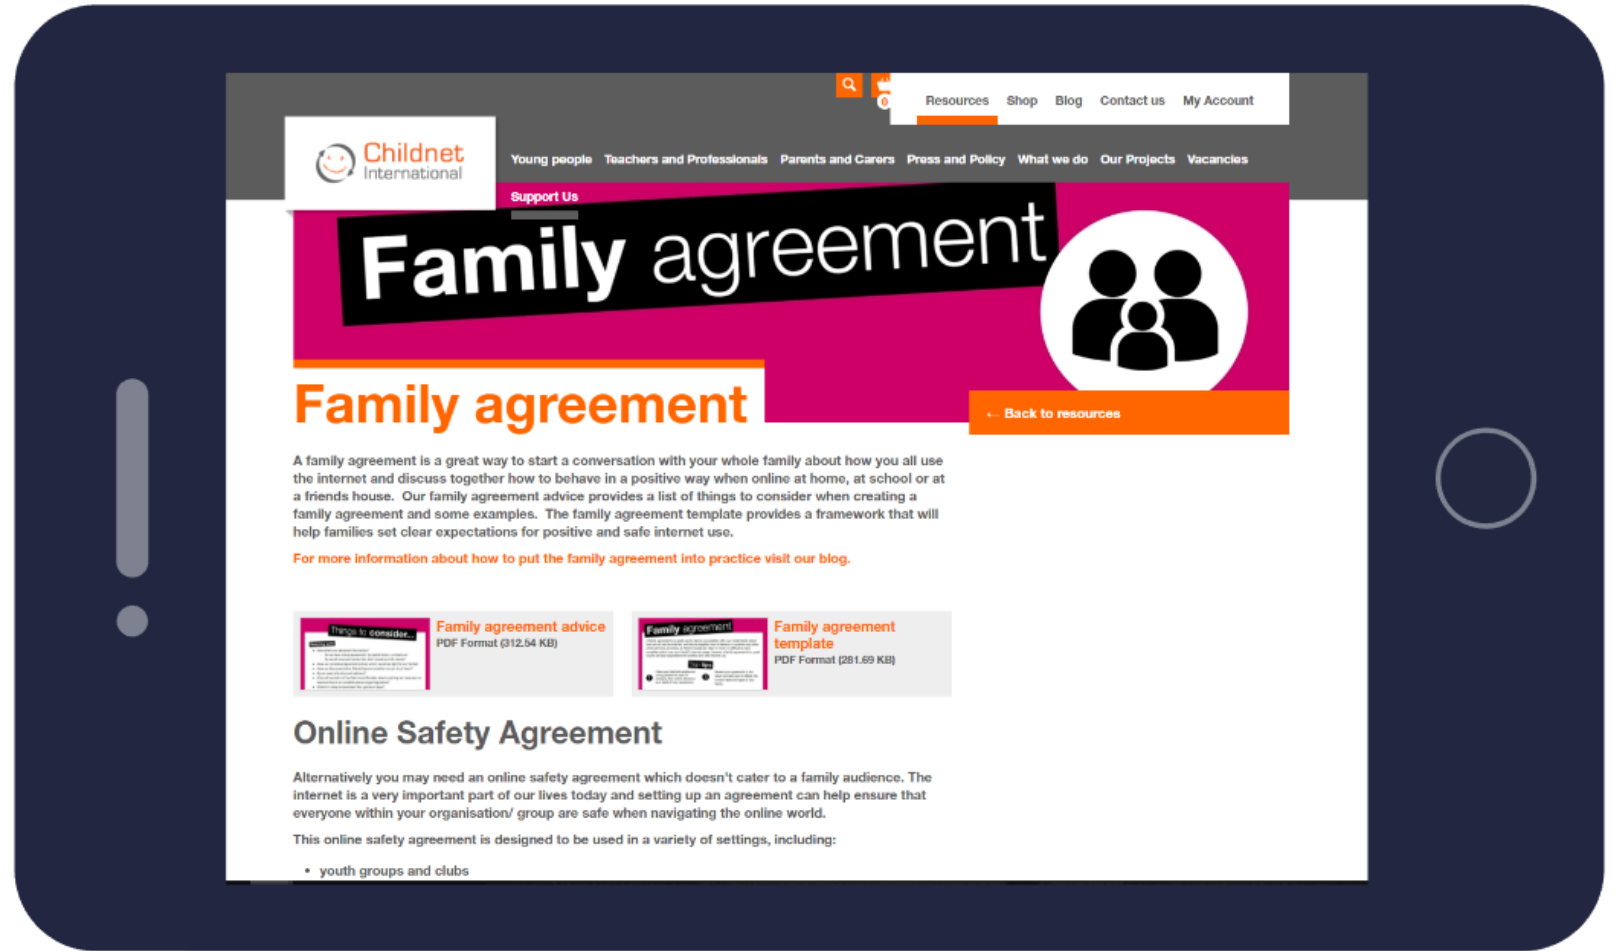 Resources Shop Blog Contact us My Account
0
Childnet
International
Young people Teachers and Professionals Parents and Carers Press and Policy What we do Our Projects Vacancies
Support Us
Family agreement
Family agreement
← Back to resources
A family agreement is a great way to start a conversation with your whole family about how you all use
the internet and discuss together how to behave in a positive way when online at home, at school or at
a friends house. Our family agreement advice provides a list of things to consider when creating a
family agreement and some examples. The family agreement template provides a framework that will
help families set clear expectations for positive and safe internet use.
For more information about how to put the family agreement into practice visit our blog.
Things to consider...
Family agreement advice
PDF Format (312.54 KB)
Family agreement
Top tips
Family agreement
template
PDF Format (281.69 KB)
Online Safety Agreement
Alternatively you may need an online safety agreement which doesn't cater to a family audience. The
internet is a very important part of our lives today and setting up an agreement can help ensure that
everyone within your organisation/ group are safe when navigating the online world.
This online safety agreement is designed to be used in a variety of settings, including:
• youth groups and clubs